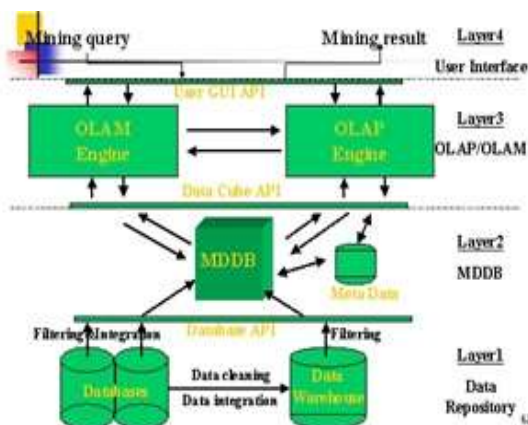 Mining query
Mining result
Layer4
User Interface
User GUI API
OLAM
Engine
OLAP
Engine
Layer3
OLAP/OLAM
Data Cube API
MDDB
Meta Data
Layer2
MDDB
Filtering&Integration
Database API
Filtering
Databases
Data cleaning
Data integration
Data
Warehouse
Layer1
Data
Repository